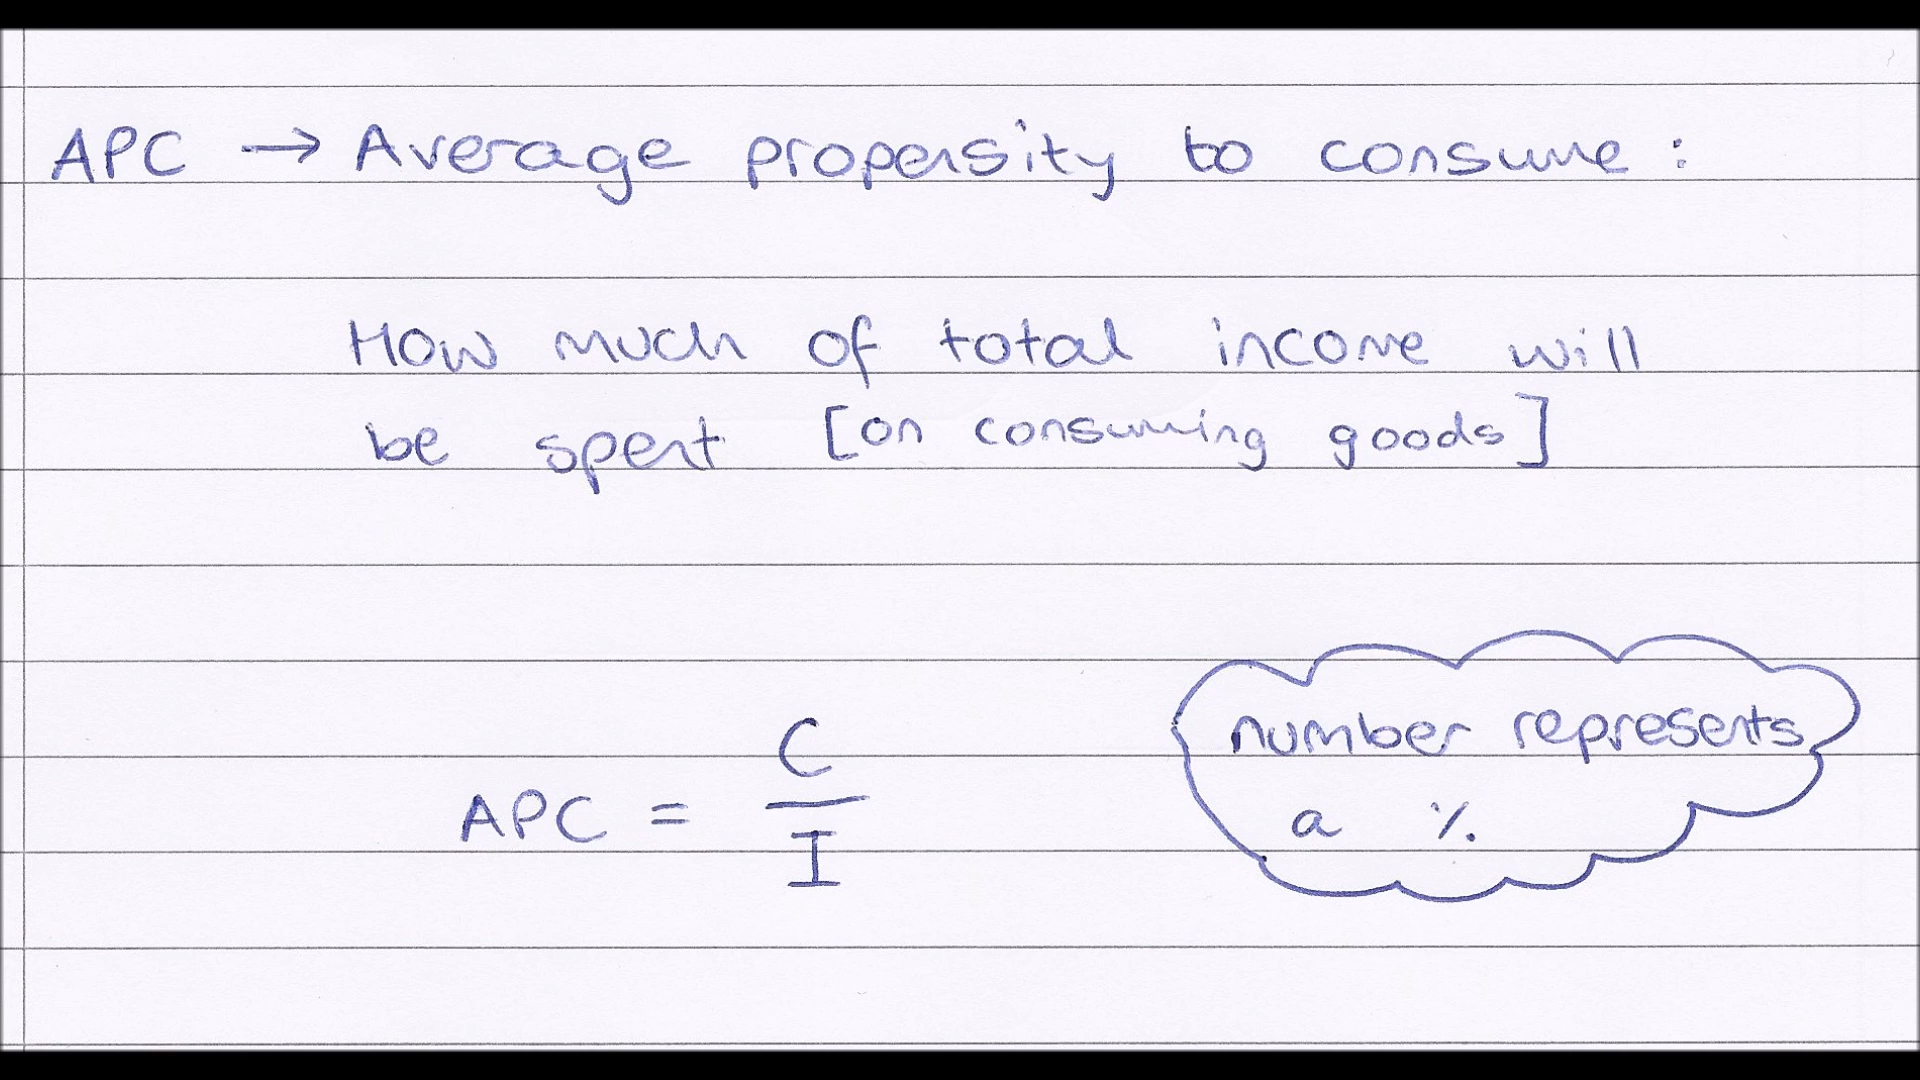 APC → Average propensity to consume :
How much of total income will
be spent [on consuming goods]
APC = C
I
number represents
a %